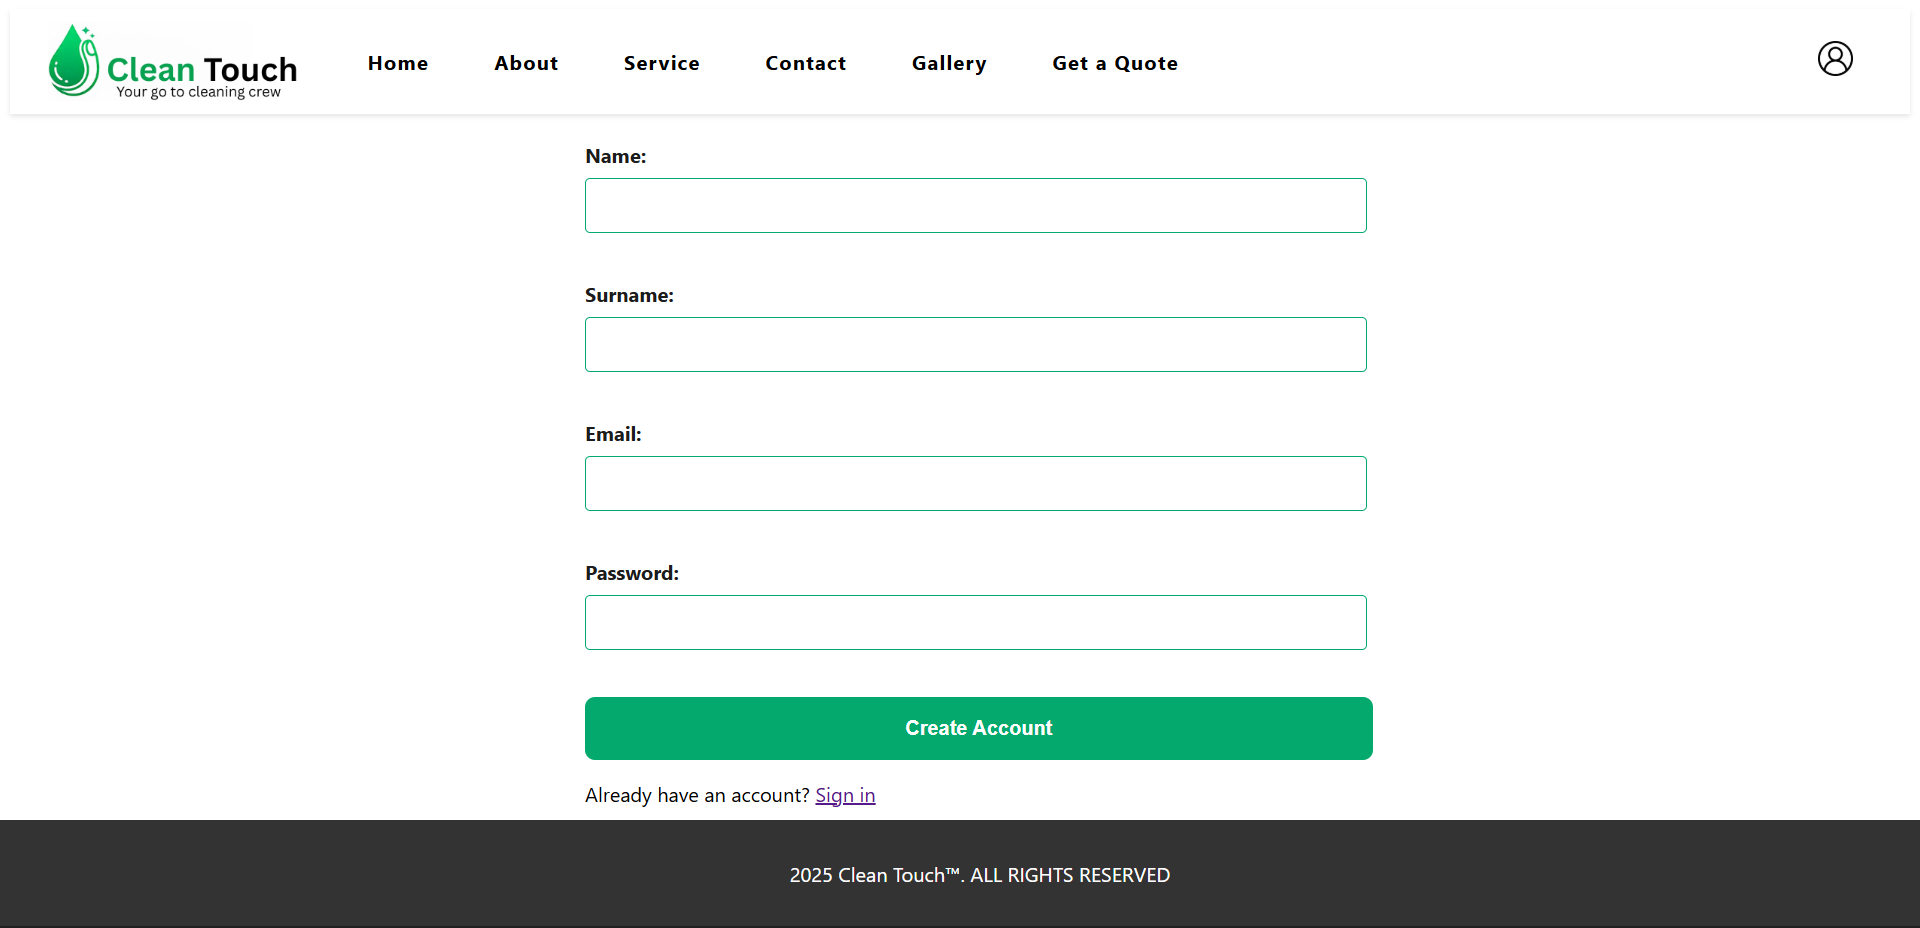 Clean Touch
Your go to cleaning crew
Home About Service Contact Gallery Get a Quote
Name:
Surname:
Email:
Password:
Create Account
Already have an account? Sign in
2025 Clean Touch™. ALL RIGHTS RESERVED